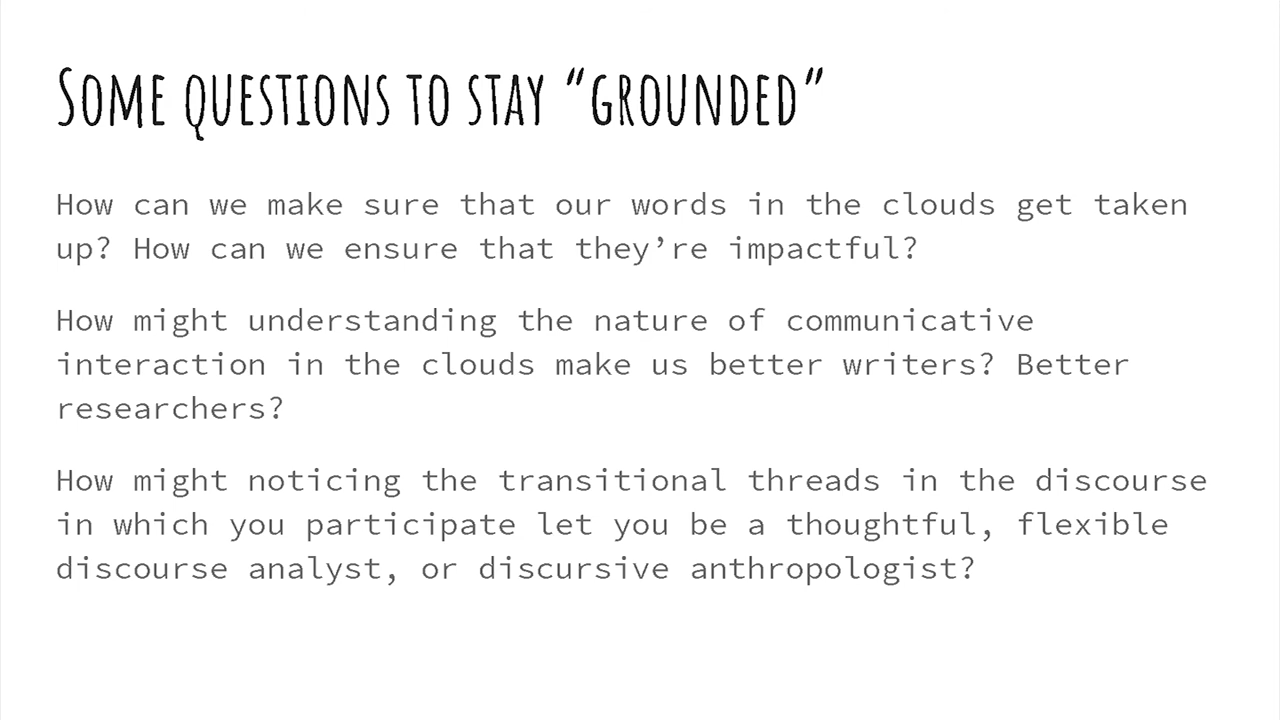 Some questions to stay “grounded”
How can we make sure that our words in the clouds get taken
up? How can we ensure that they’re impactful?
How might understanding the nature of communicative
interaction in the clouds make us better writers? Better
researchers?
How might noticing the transitional threads in the discourse
in which you participate let you be a thoughtful, flexible
discourse analyst, or discursive anthropologist?